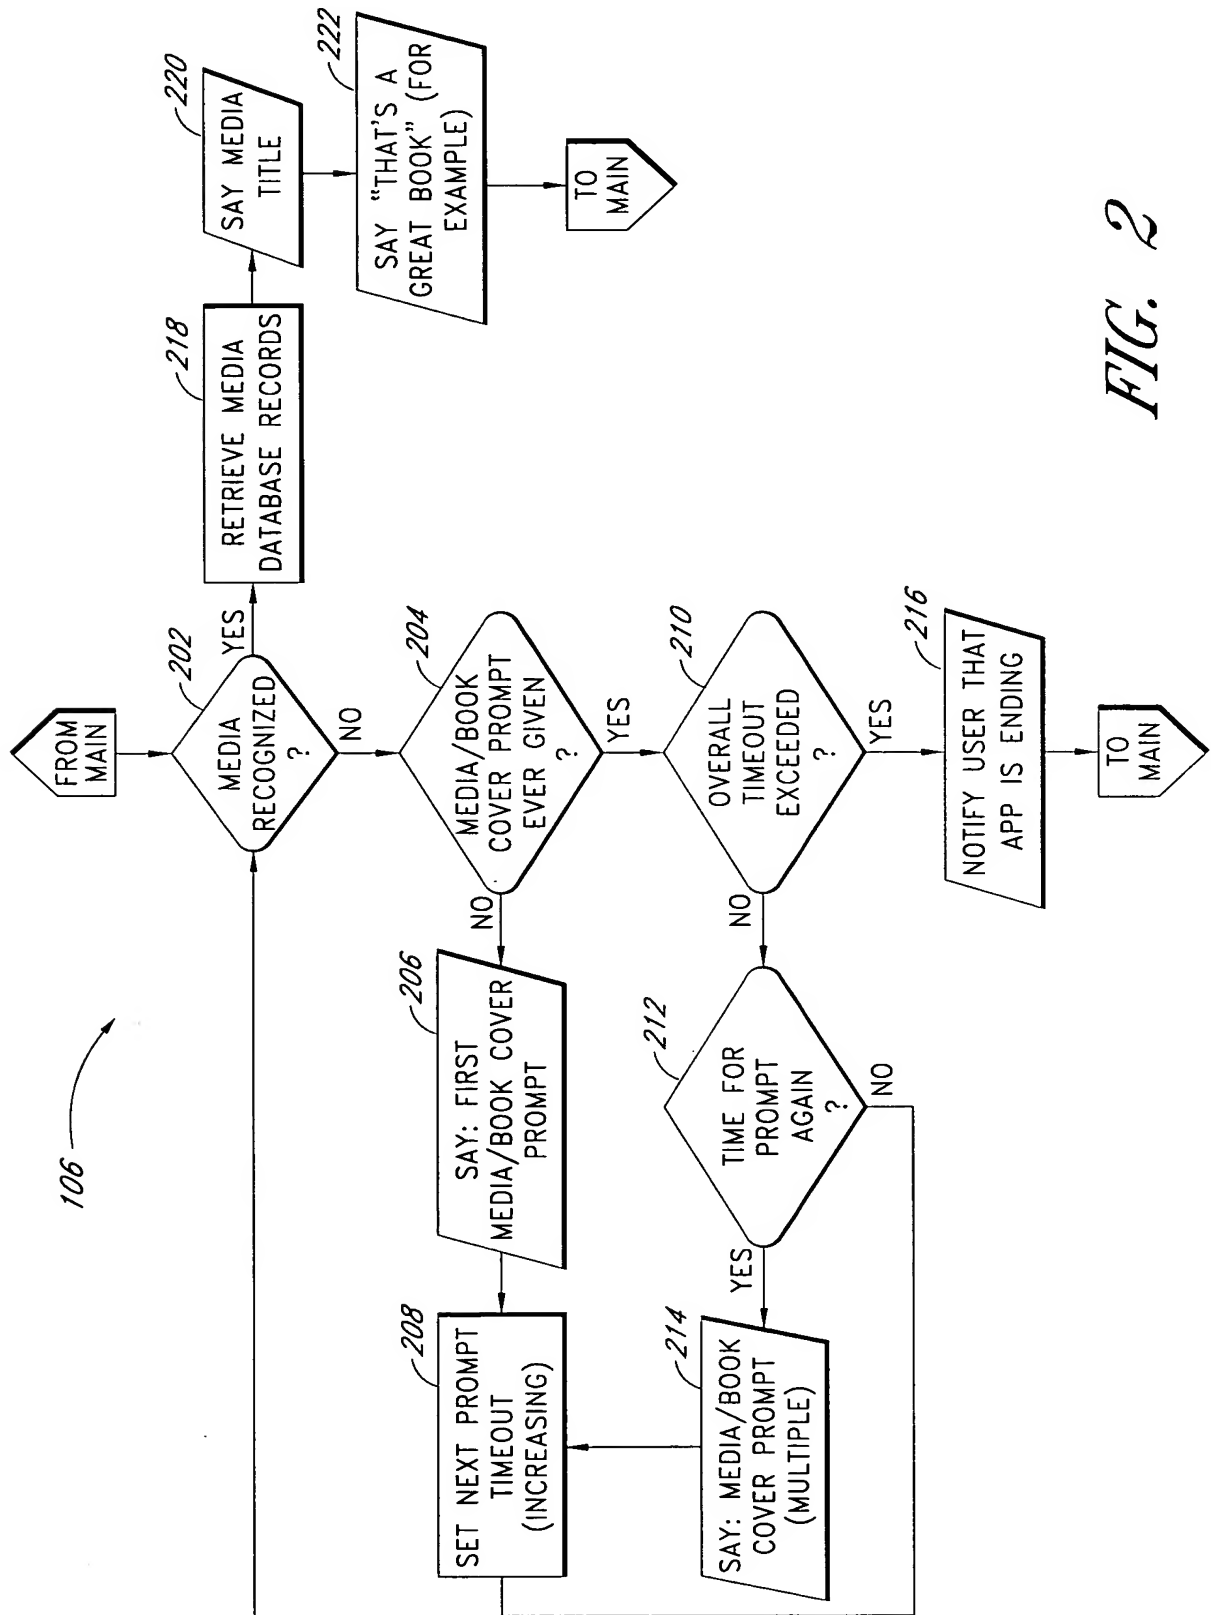 106
FROM
MAIN
202
MEDIA
RECOGNIZED
?
YES
NO
218
RETRIEVE MEDIA
DATABASE RECORDS
220
SAY MEDIA
TITLE
222
SAY "THAT'S A
GREAT BOOK" (FOR
EXAMPLE)
TO
MAIN
204
MEDIA/BOOK
COVER PROMPT
EVER GIVEN
?
NO
YES
206
SAY: FIRST
MEDIA/BOOK COVER
PROMPT
208
SET NEXT PROMPT
TIMEOUT
(INCREASING)
210
OVERALL
TIMEOUT
EXCEEDED
?
NO
YES
212
TIME FOR
PROMPT
AGAIN
?
YES
NO
214
SAY: MEDIA/BOOK
COVER PROMPT
(MULTIPLE)
216
NOTIFY USER THAT
APP IS ENDING
TO
MAIN
FIG. 2